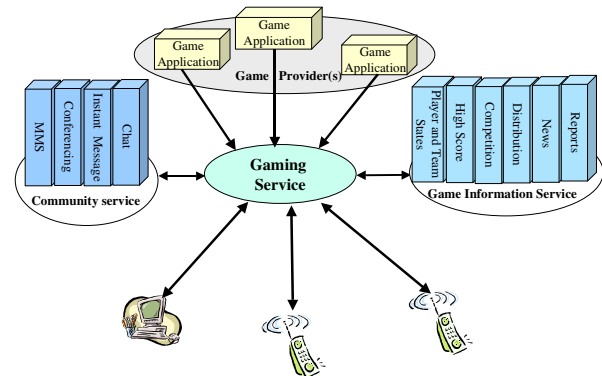 Game
Application
Game
Application
Game
Application
Game Provider(s)
MMS
Conferencing
Instant Message
Chat
Community service
Gaming
Service
Player and Team
States
High Score
Competition
Distribution
News
Reports
Game Information Service